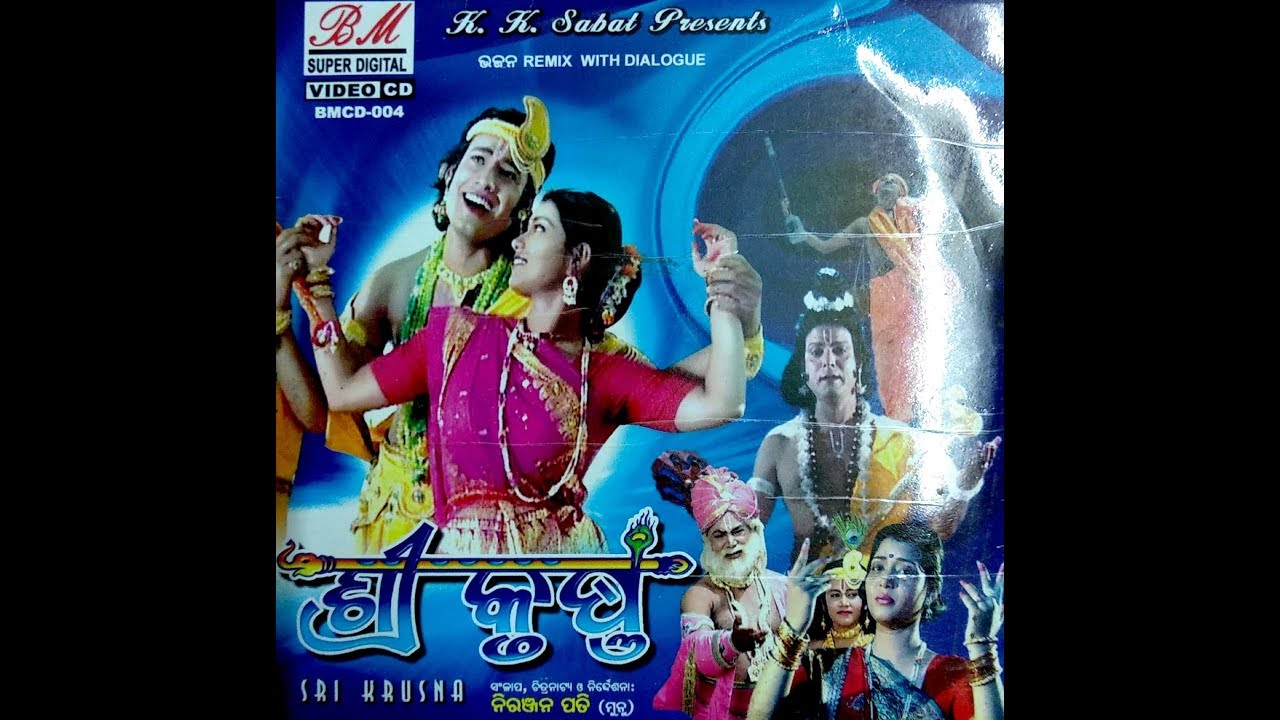 BM
SUPER DIGITAL
VIDEO CD
BMCD-004
K. K. Sabat Presents
ଭଜନ REMIX WITH DIALOGUE
ଶ୍ରୀ କୃଷ୍ଣ
SRI KRUSNA
ସଂଳାପ, ଚିତ୍ରନାଟ୍ୟ ଓ ନିର୍ଦ୍ଦେଶନା:
ନିରଞ୍ଜନ ପତି (ମୁନୁ)